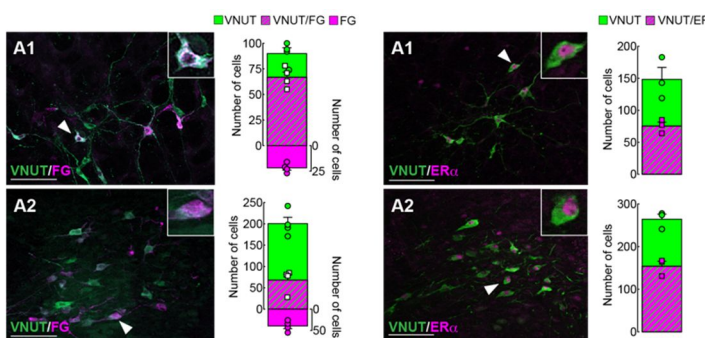 VNUT VNUT/FG FG
VNUT VNUT/ER
A1
VNUT/FG
Number of cells
100
75
50
25
0
0
25
Number of cells
A1
VNUT/ERα
Number of cells
200
150
100
50
0
A2
VNUT/FG
Number of cells
250
200
150
100
50
0
0
50
Number of cells
A2
VNUT/ERα
Number of cells
300
200
100
0